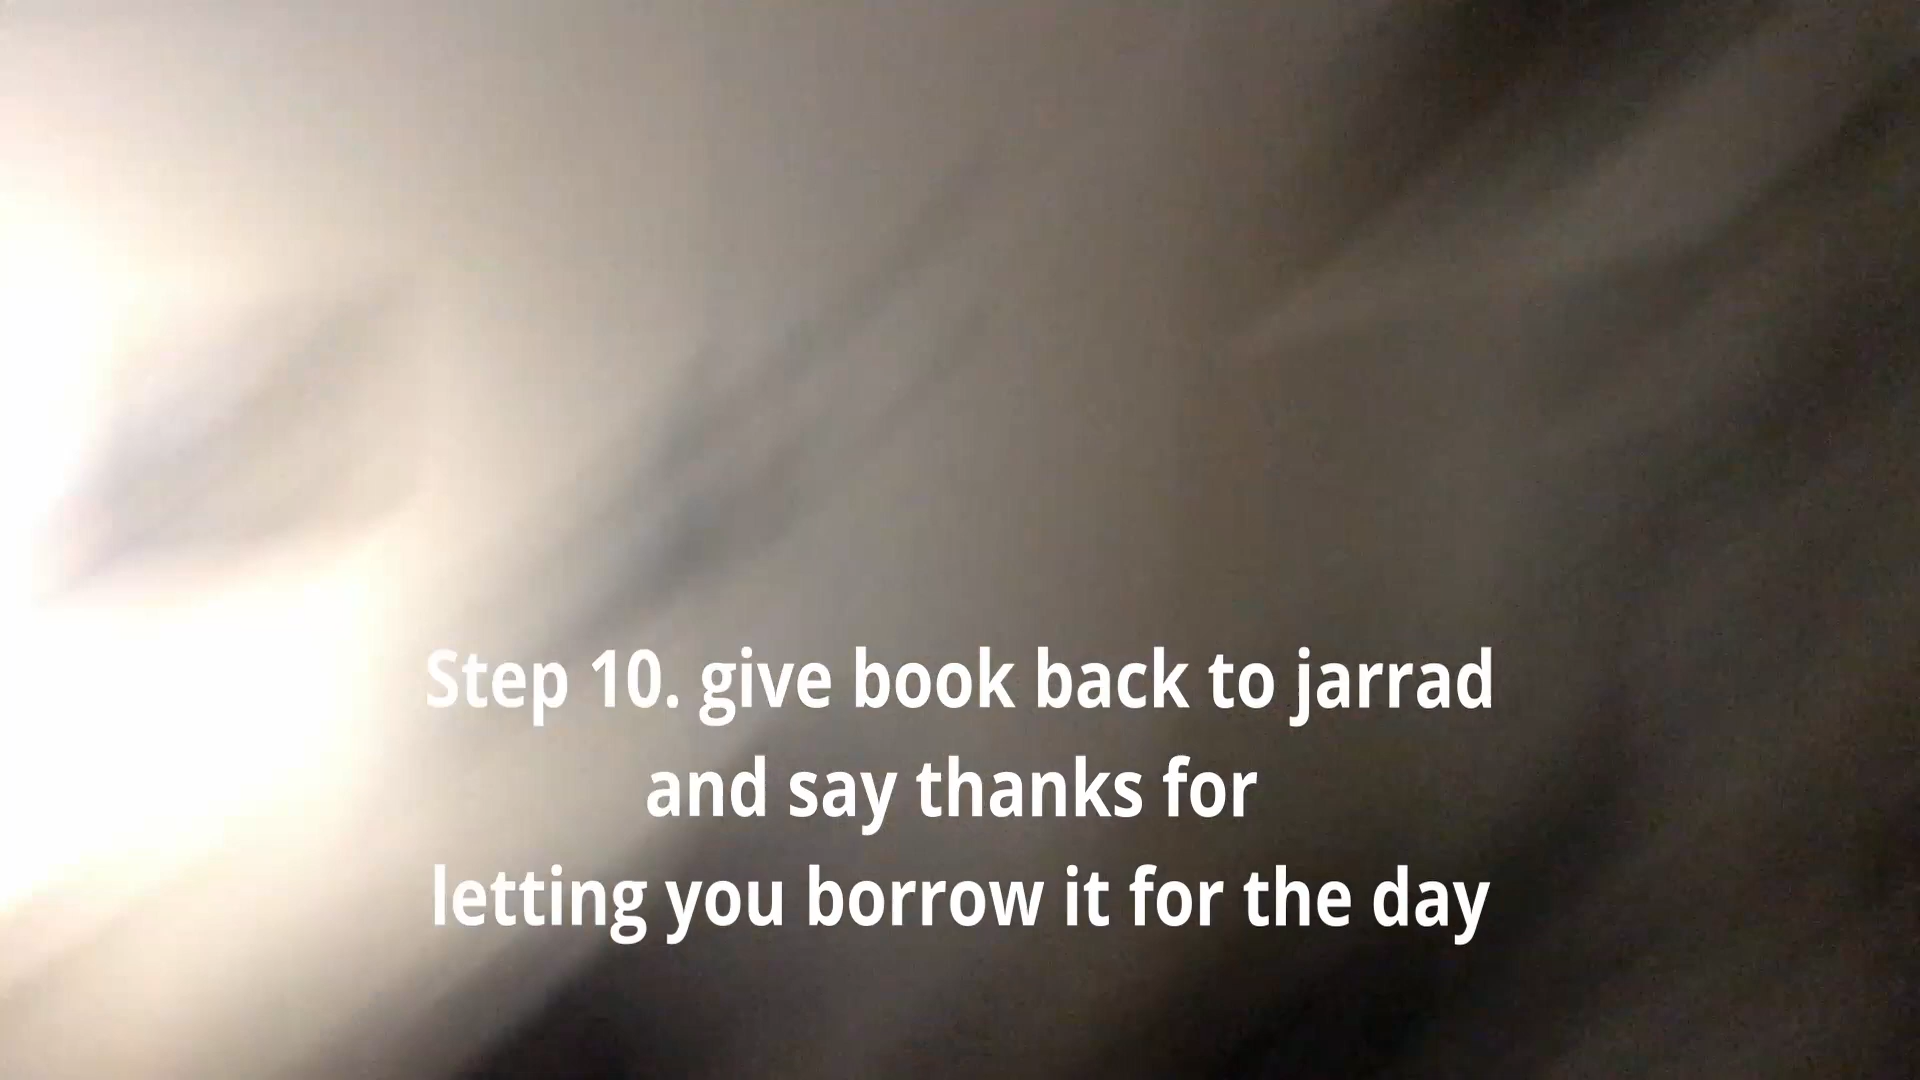 Step 10. give book back to jarrad
and say thanks for
letting you borrow it for the day